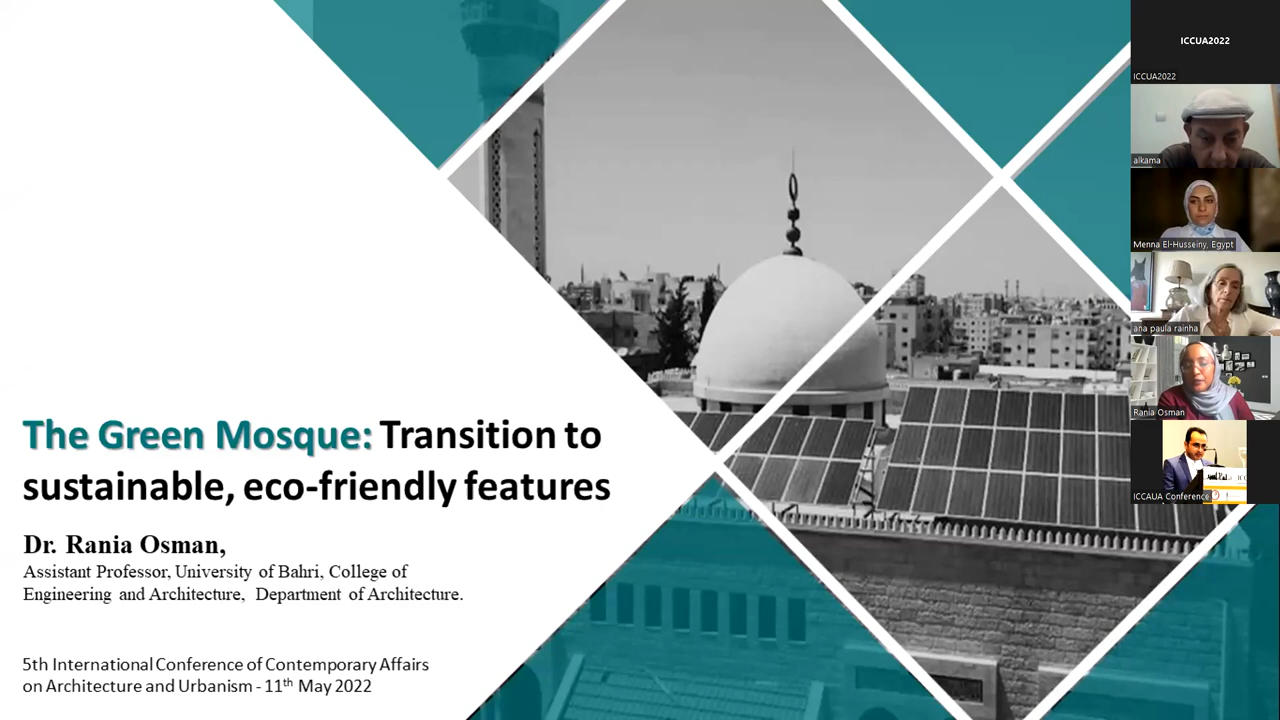 The Green Mosque: Transition to
sustainable, eco-friendly features
Dr. Rania Osman,
Assistant Professor, University of Bahri, College of
Engineering and Architecture, Department of Architecture.
5th International Conference of Contemporary Affairs
on Architecture and Urbanism - 11th May 2022
ICCUA2022
ICCUA2022
alkama
Menna El-Husseiny, Egypt
ana paula rainha
Rania Osman
ICCAUA Conference